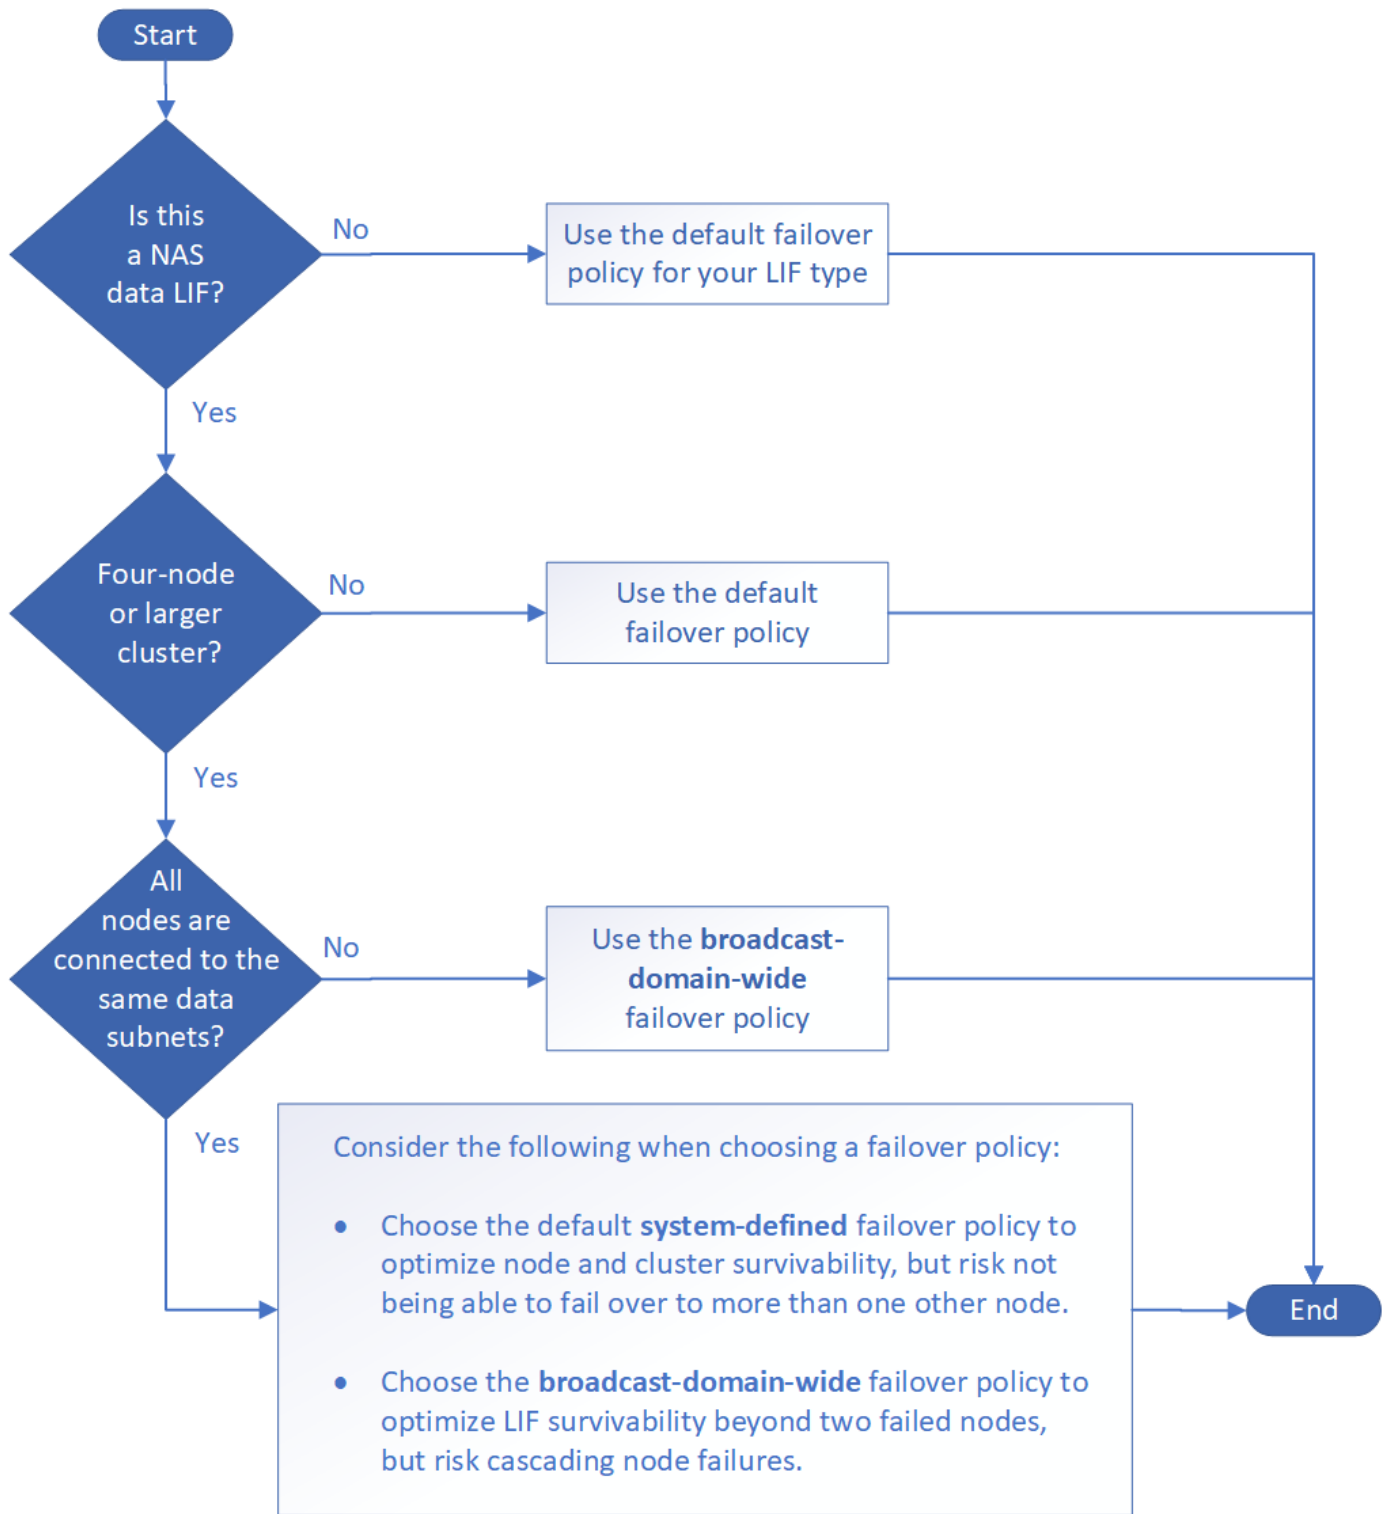 Start
Is this
a NAS
data LIF?
No
Use the default failover
policy for your LIF type
Yes
Four-node
or larger
cluster?
No
Use the default
failover policy
Yes
All
nodes are
connected to the
same data
subnets?
No
Use the broadcast-
domain-wide
failover policy
Yes
Consider the following when choosing a failover policy:
• Choose the default system-defined failover policy to
optimize node and cluster survivability, but risk not
being able to fail over to more than one other node.
• Choose the broadcast-domain-wide failover policy to
optimize LIF survivability beyond two failed nodes,
but risk cascading node failures.
End